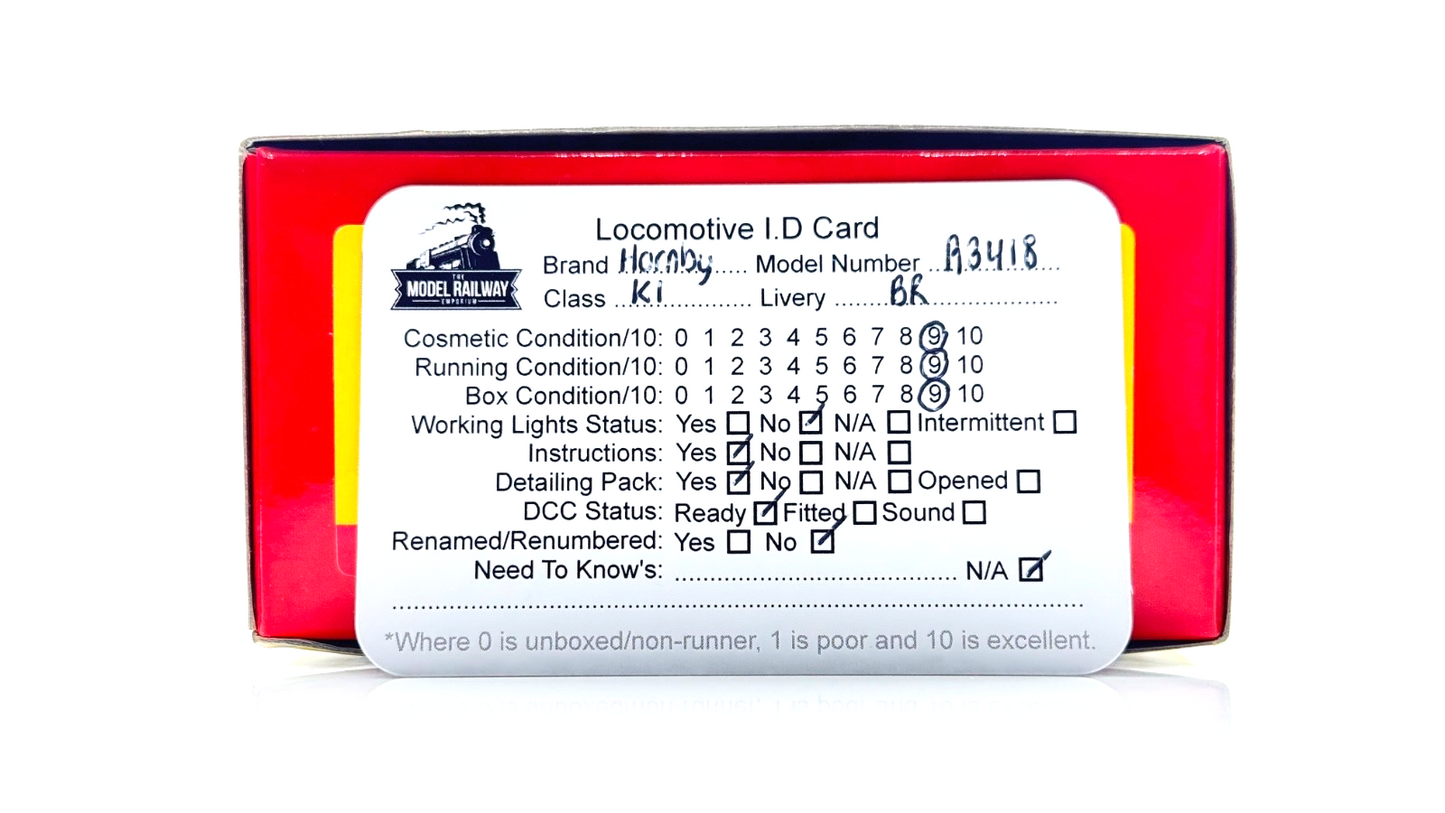 Locomotive I.D Card
THE
MODEL RAILWAY
EMPORIUM
Brand Hornby..... Model Number ..R3418...
Class ...K1............ Livery .......BR..................
Cosmetic Condition/10: 0 1 2 3 4 5 6 7 8 9 10
Running Condition/10: 0 1 2 3 4 5 6 7 8 9 10
Box Condition/10: 0 1 2 3 4 5 6 7 8 9 10
Working Lights Status: Yes ☐ No ☑ N/A ☐ Intermittent ☐
Instructions: Yes ☑ No ☐ N/A ☐
Detailing Pack: Yes ☑ No ☐ N/A ☐ Opened ☐
DCC Status: Ready ☑ Fitted ☐ Sound ☐
Renamed/Renumbered: Yes ☐ No ☑
Need To Know's: ........................................ N/A ☑
*Where 0 is unboxed/non-runner, 1 is poor and 10 is excellent.